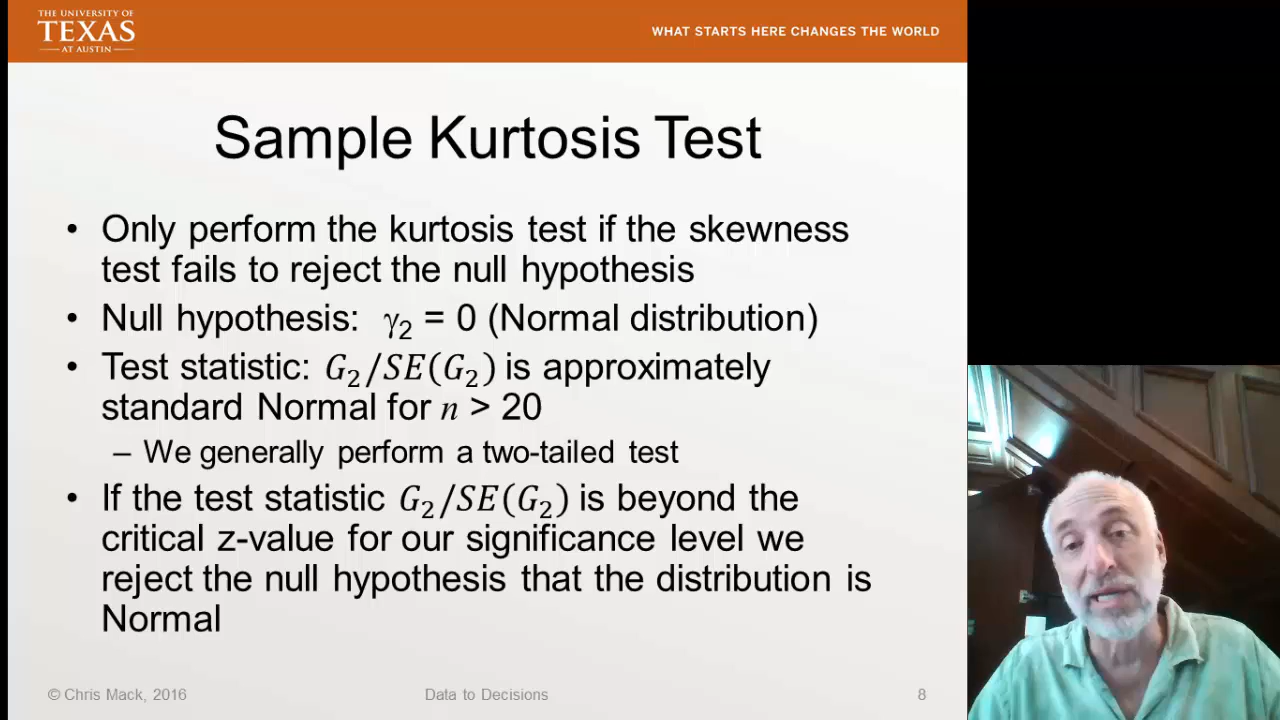 THE UNIVERSITY OF
TEXAS
AT AUSTIN
WHAT STARTS HERE CHANGES THE WORLD
Sample Kurtosis Test
• Only perform the kurtosis test if the skewness
test fails to reject the null hypothesis
• Null hypothesis: γ₂ = 0 (Normal distribution)
• Test statistic: G₂/SE(G₂) is approximately
standard Normal for n > 20
– We generally perform a two-tailed test
• If the test statistic G₂/SE(G₂) is beyond the
critical z-value for our significance level we
reject the null hypothesis that the distribution is
Normal
© Chris Mack, 2016
Data to Decisions
8